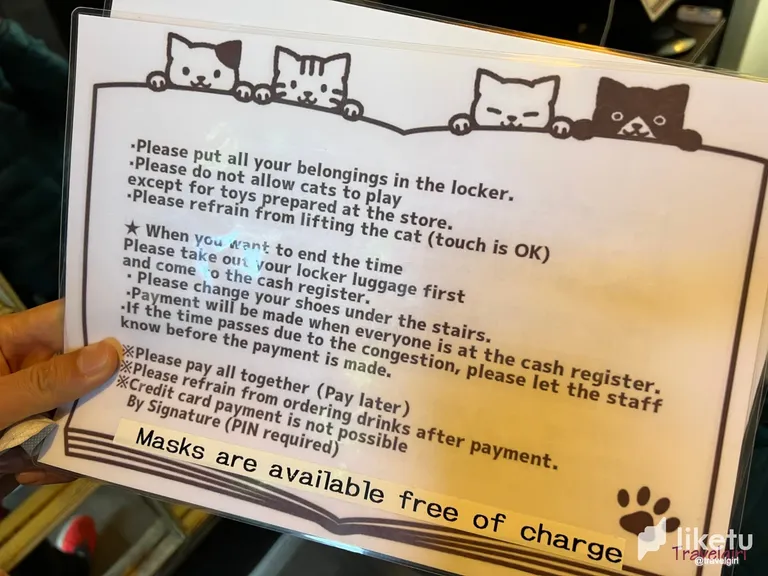 ·Please put all your belongings in the locker.
·Please do not allow cats to play
except for toys prepared at the store.
·Please refrain from lifting the cat (touch is OK)
★ When you want to end the time
Please take out your locker luggage first
and come to the cash register.
・Please change your shoes under the stairs.
·Payment will be made when everyone is at the cash register.
·If the time passes due to the congestion, please let the staff
know before the payment is made.
※Please pay all together (Pay later)
※Please refrain from ordering drinks after payment.
※Credit card payment is not possible
By Signature (PIN required)
Masks are available free of charge
liketu
Travelgirl
@travelgirl